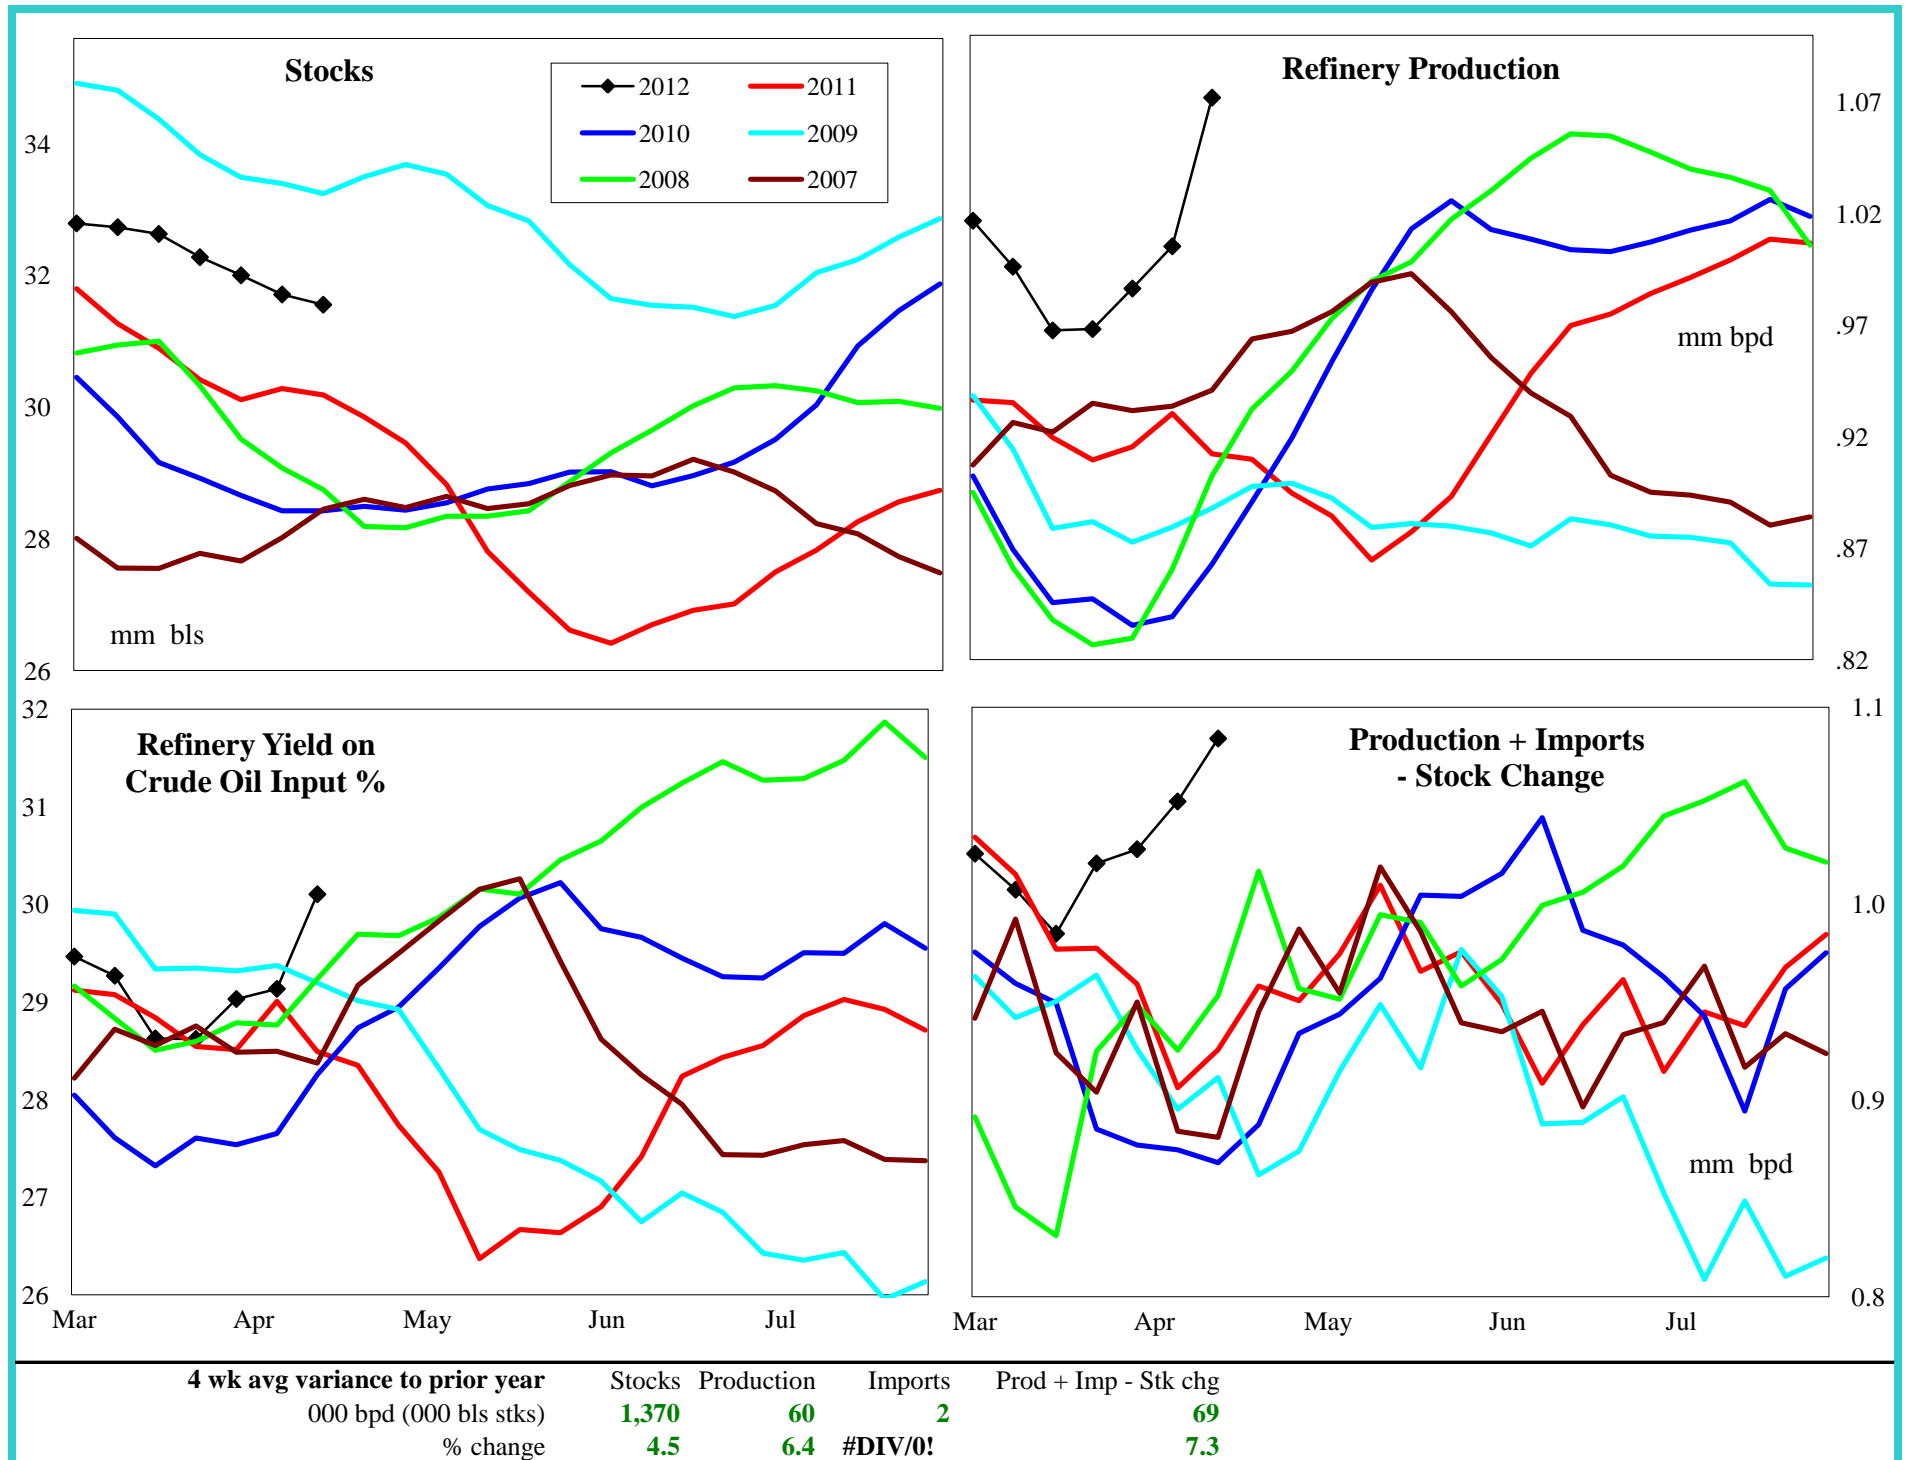 Stocks
2012 2011
2010 2009
2008 2007
34
32
30
28
26
mm bls
Refinery Production
1.07
1.02
.97
.92
.87
.82
mm bpd
Refinery Yield on
Crude Oil Input %
32
31
30
29
28
27
26
Mar Apr May Jun Jul
Production + Imports
- Stock Change
1.1
1.0
0.9
0.8
mm bpd
Mar Apr May Jun Jul
4 wk avg variance to prior year Stocks Production Imports Prod + Imp - Stk chg
000 bpd (000 bls stks) 1,370 60 2 69
% change 4.5 6.4 #DIV/0! 7.3